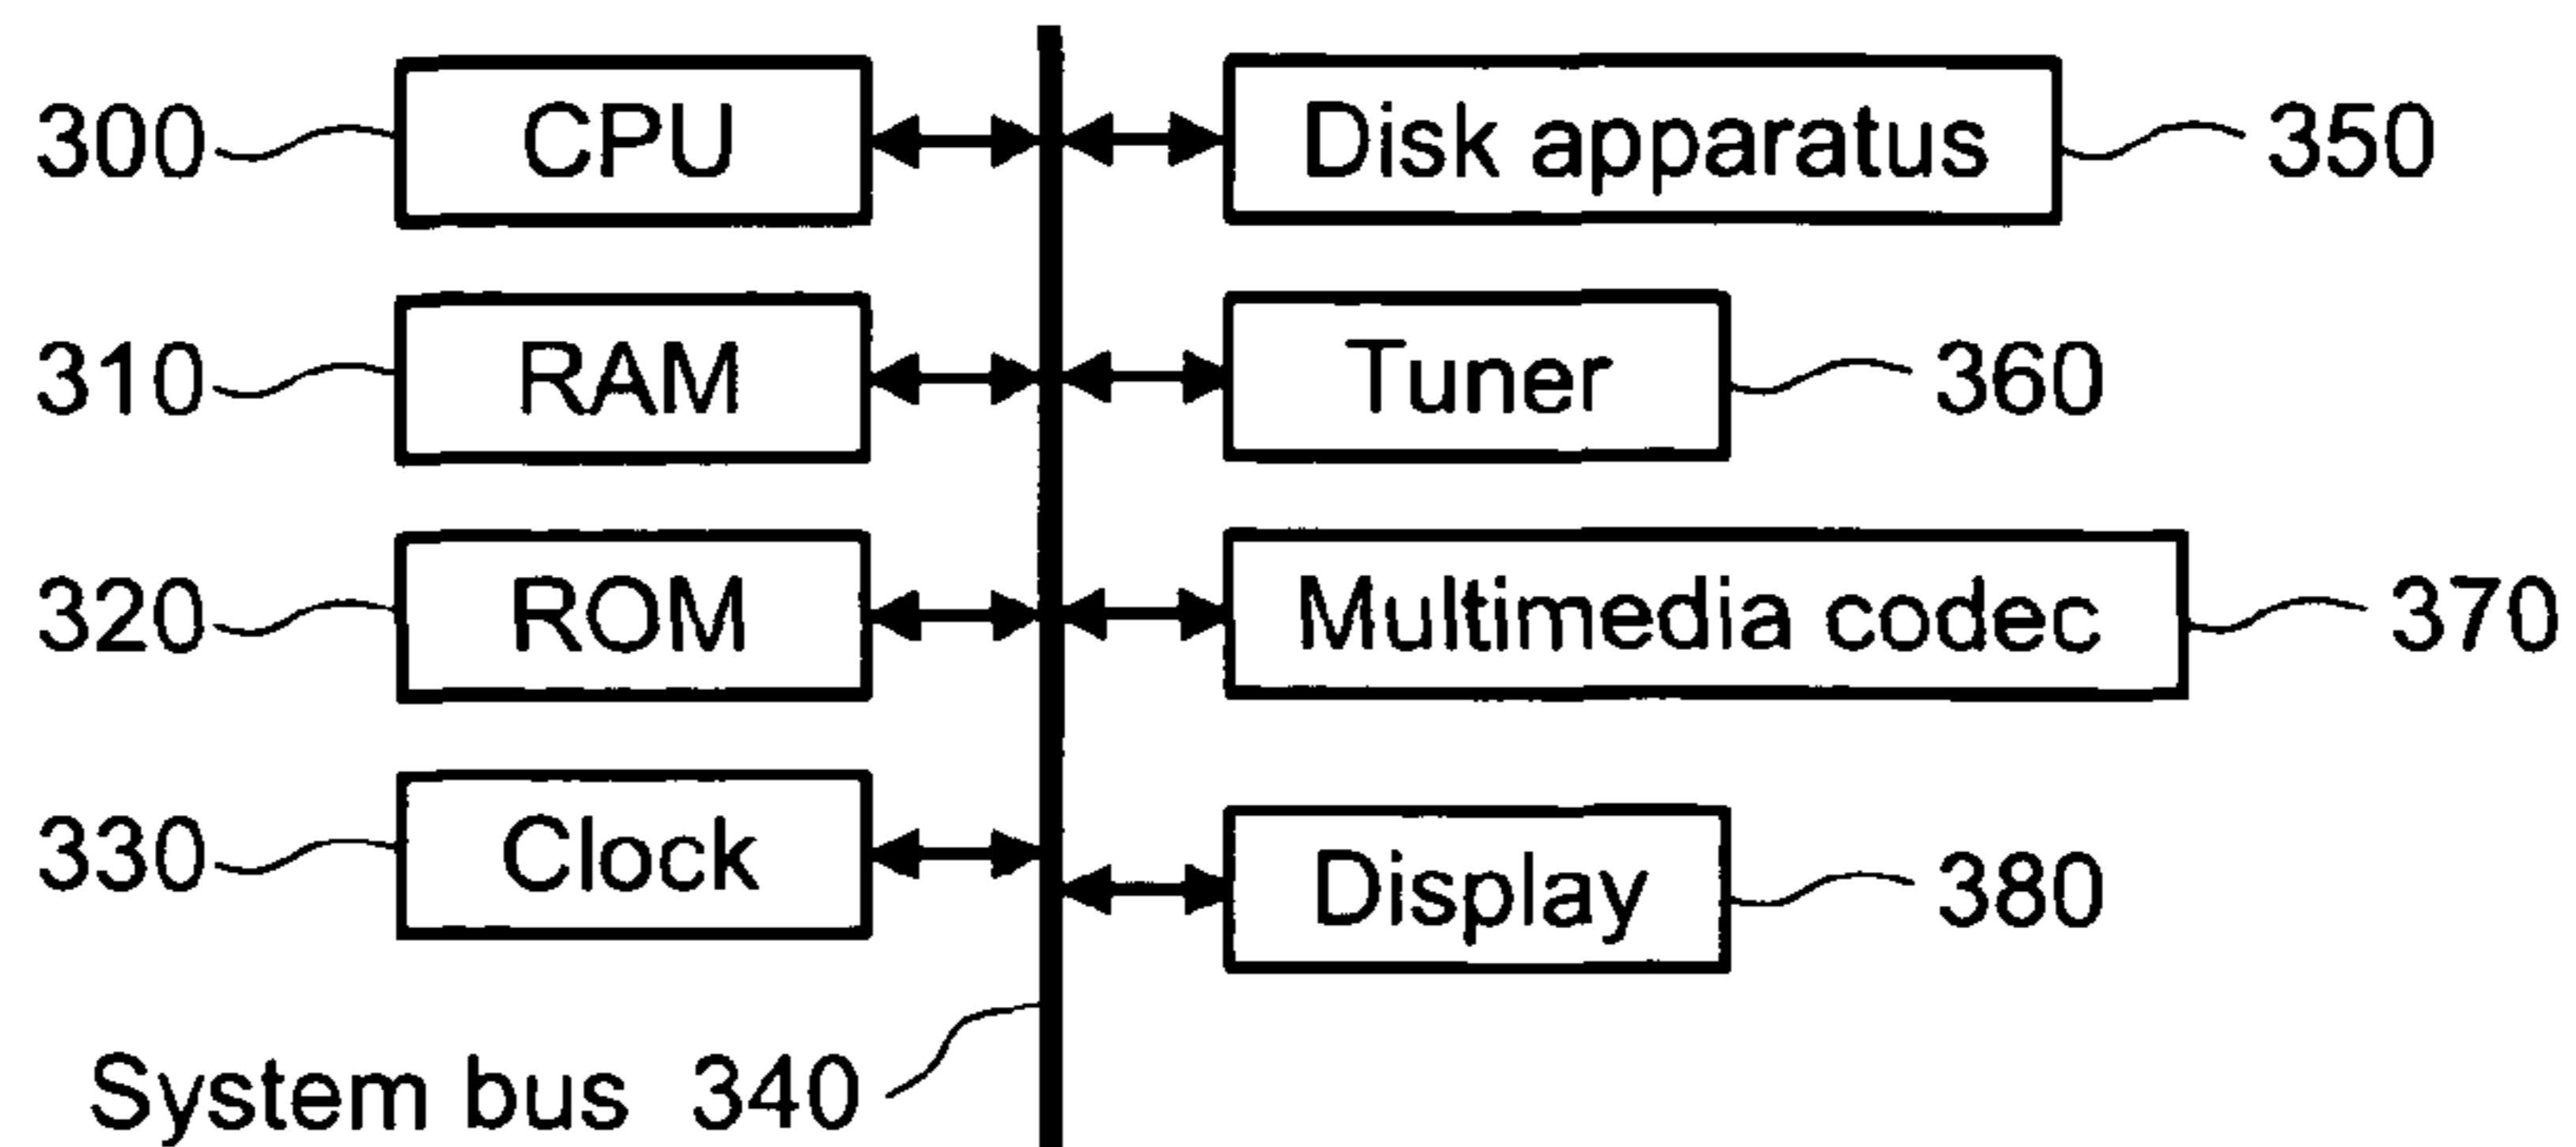 300 CPU Disk apparatus 350
310 RAM Tuner 360
320 ROM Multimedia codec 370
330 Clock Display 380
System bus 340